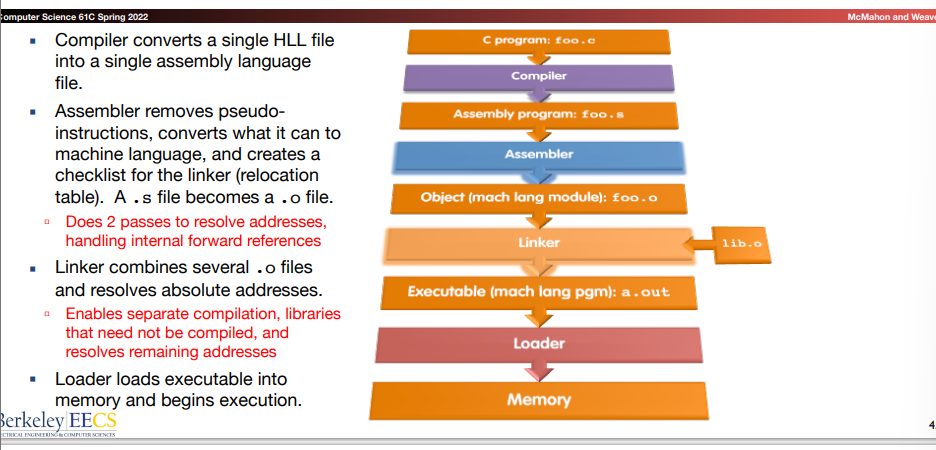 omputer Science 61C Spring 2022
McMahon and Weave
▪ Compiler converts a single HLL file
into a single assembly language
file.
▪ Assembler removes pseudo-
instructions, converts what it can to
machine language, and creates a
checklist for the linker (relocation
table). A .s file becomes a .o file.
▫ Does 2 passes to resolve addresses,
handling internal forward references
▪ Linker combines several .o files
and resolves absolute addresses.
▫ Enables separate compilation, libraries
that need not be compiled, and
resolves remaining addresses
▪ Loader loads executable into
memory and begins execution.
C program: foo.c
Compiler
Assembly program: foo.s
Assembler
Object (mach lang module): foo.o
Linker
lib.o
Executable (mach lang pgm): a.out
Loader
Memory
Berkeley EECS
ECTRICAL ENGINEERING & COMPUTER SCIENCES
4